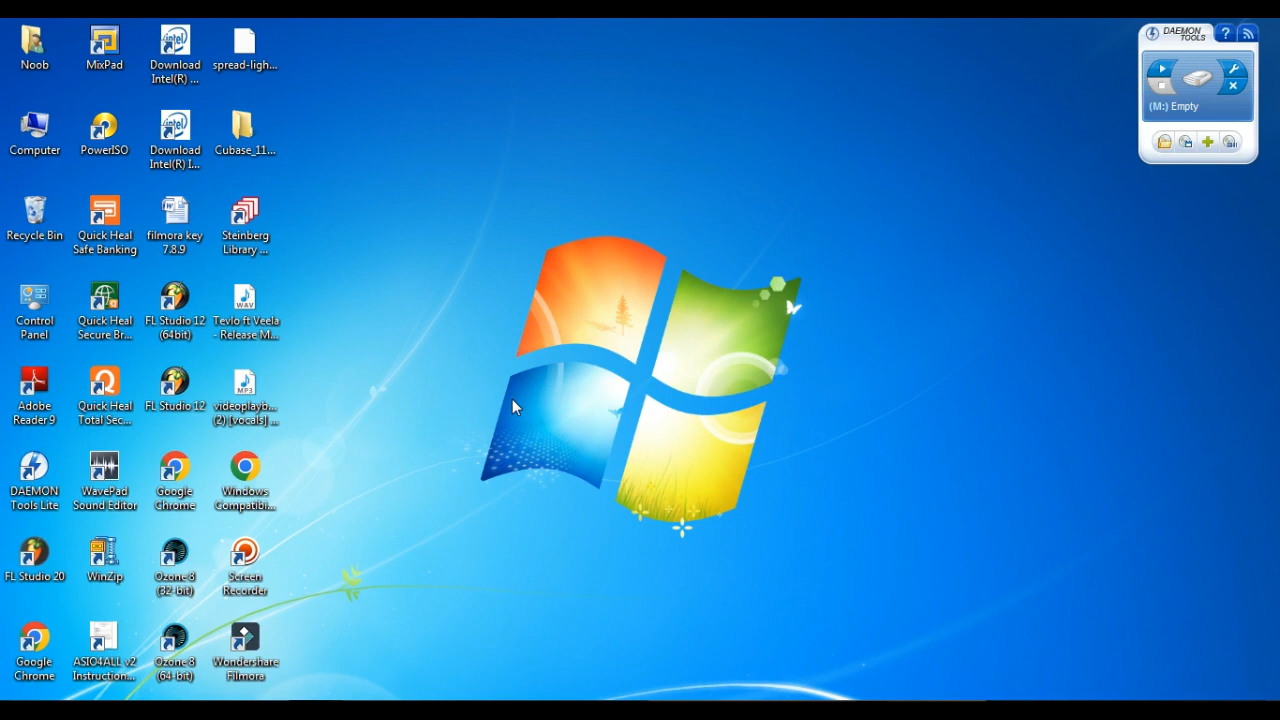 Noob
MixPad
Download
Intel(R) ...
spread-ligh...
Computer
PowerISO
Download
Intel(R) I...
Cubase_11...
Recycle Bin
Quick Heal
Safe Banking
filmora key
7.8.9
Steinberg
Library ...
Control
Panel
Quick Heal
Secure Br...
FL Studio 12
(64bit)
WAV
Tevlo ft Veela
- Release M...
Adobe
Reader 9
Quick Heal
Total Sec...
FL Studio 12
MP3
videoplayb...
(2) [vocals] ...
DAEMON
Tools Lite
WavePad
Sound Editor
Google
Chrome
Windows
Compatibi...
FL Studio 20
WinZip
Ozone 8
(32-bit)
Screen
Recorder
Google
Chrome
ASIO4ALL v2
Instruction...
Ozone 8
(64-bit)
Wondershare
Filmora
DAEMON
TOOLS
?
(M:) Empty